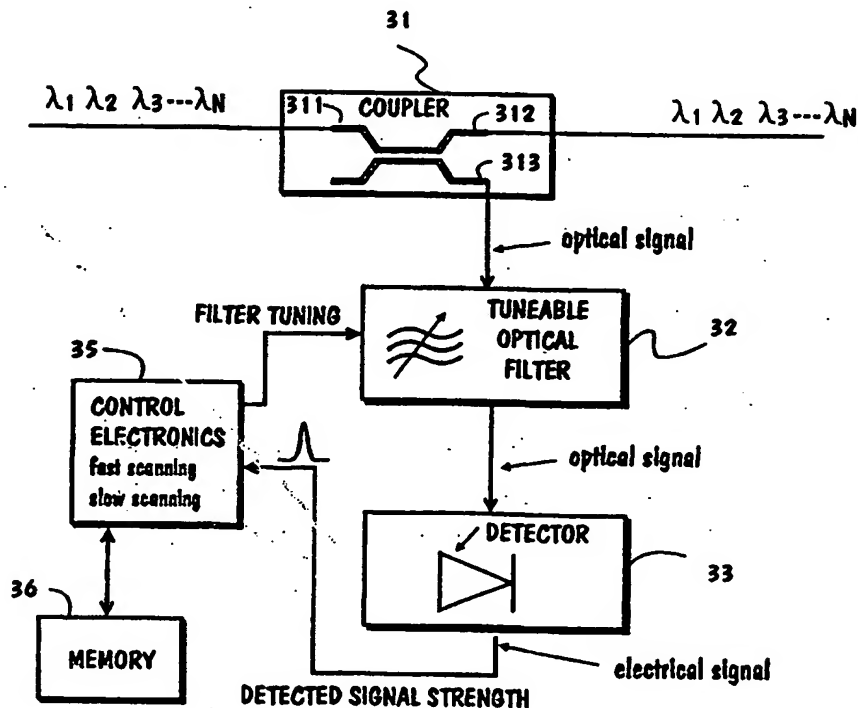 31
λ1 λ2 λ3---λN
311
COUPLER
312
λ1 λ2 λ3---λN
313
optical signal
FILTER TUNING
TUNEABLE
OPTICAL
FILTER
32
35
CONTROL
ELECTRONICS
fast scanning
slow scanning
optical signal
DETECTOR
33
36
MEMORY
electrical signal
DETECTED SIGNAL STRENGTH